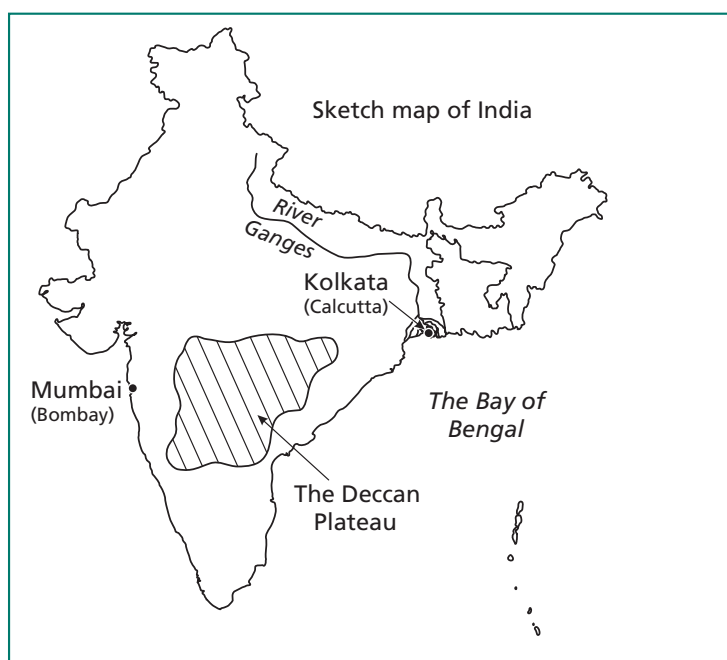 Sketch map of India
River
Ganges
Kolkata
(Calcutta)
Mumbai
(Bombay)
The Bay of
Bengal
The Deccan
Plateau